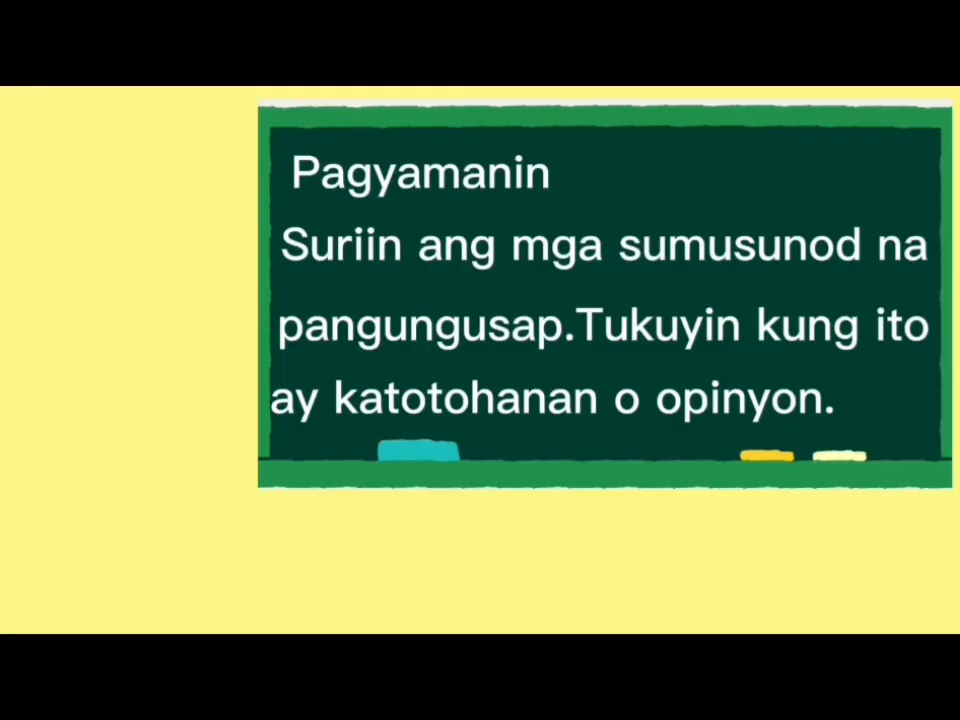 Pagyamanin
Suriin ang mga sumusunod na
pangungusap.Tukuyin kung ito
ay katotohanan o opinyon.